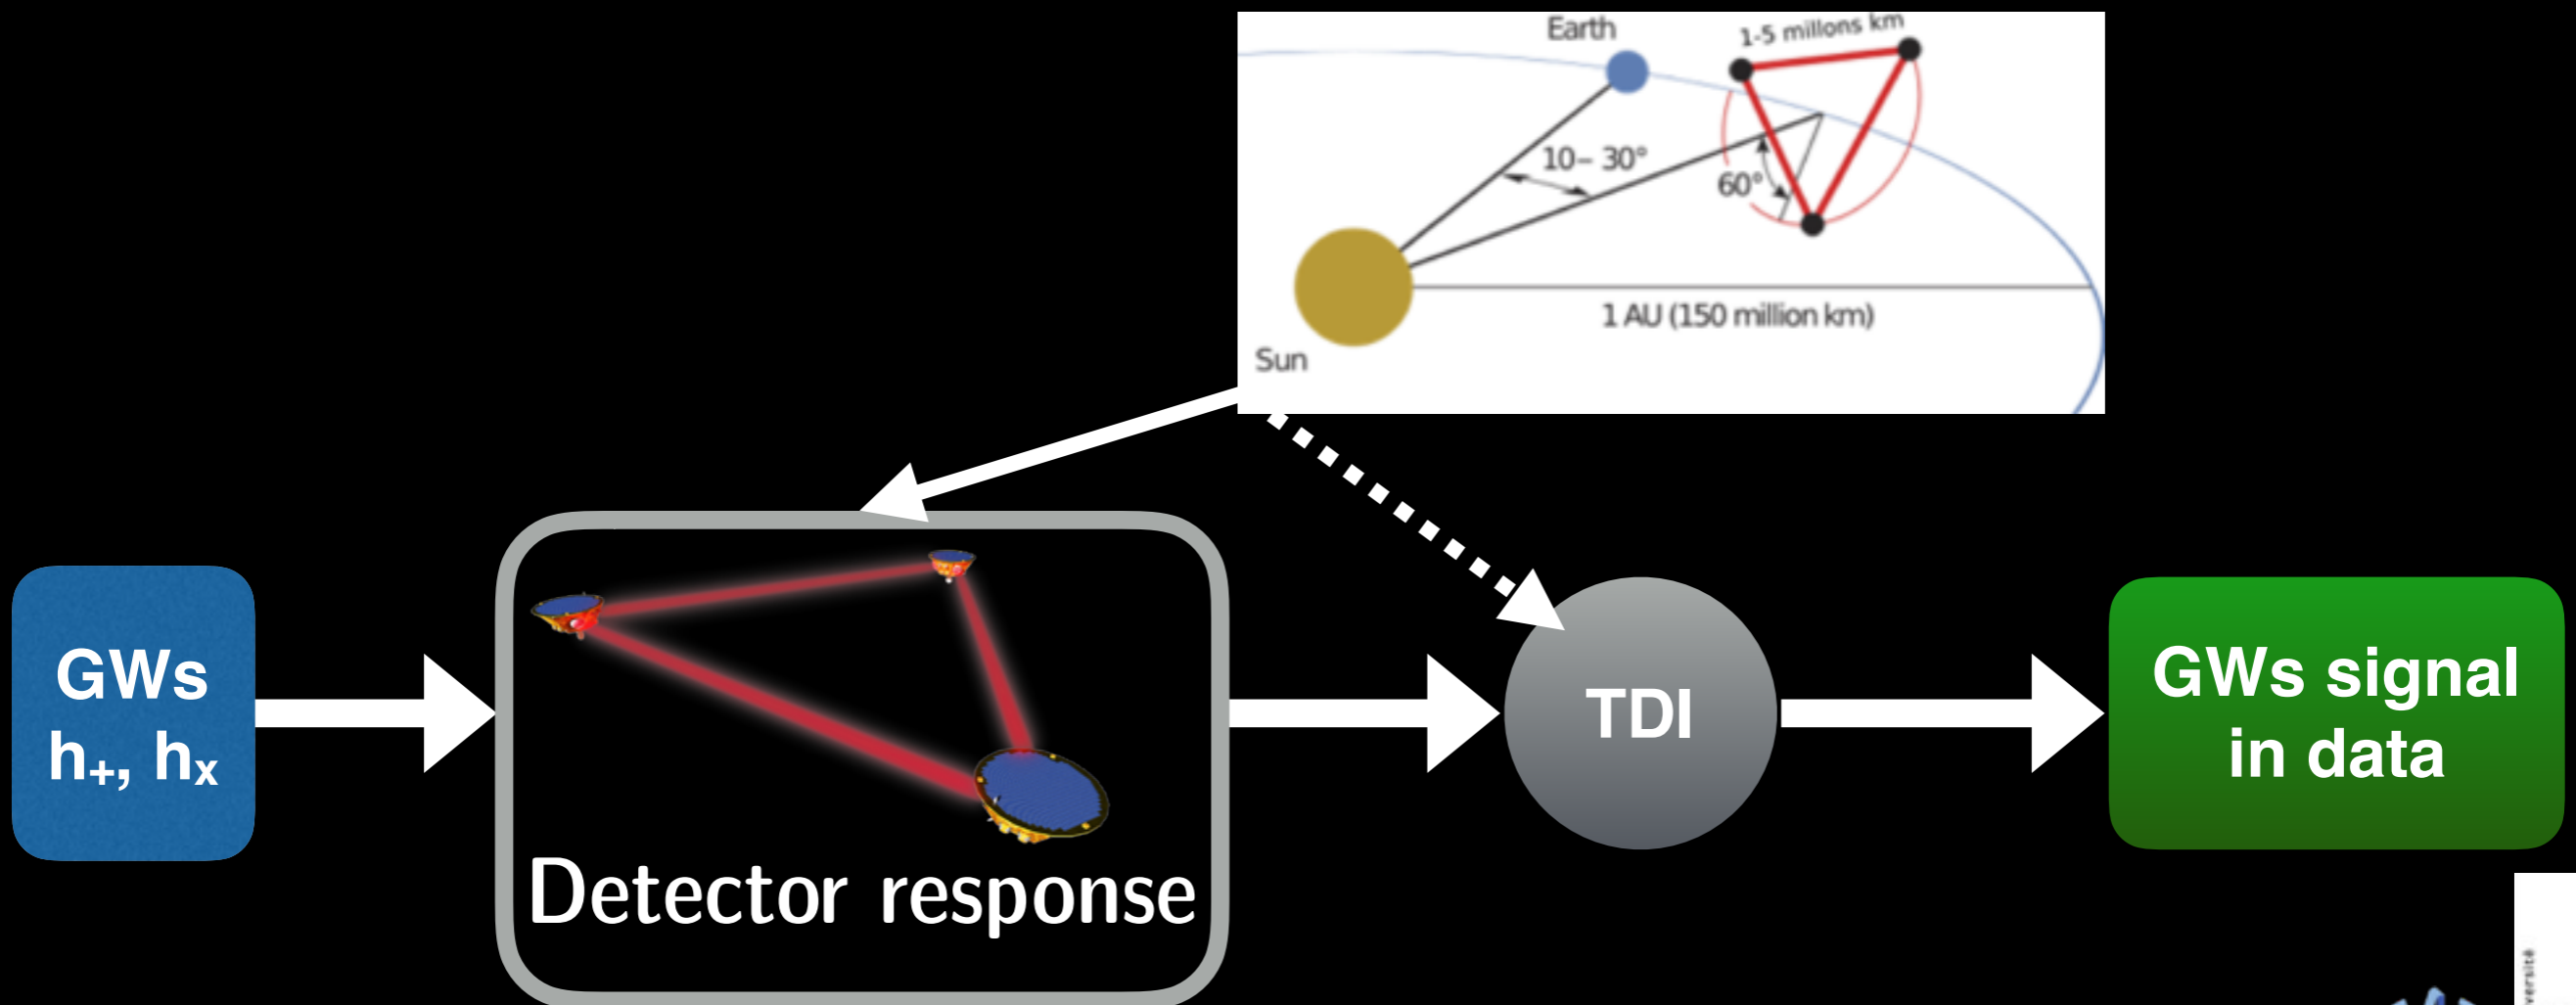 Earth
1-5 millons km
10– 30°
60°
1 AU (150 million km)
Sun
GWs
h+, hx
Detector response
TDI
GWs signal
in data